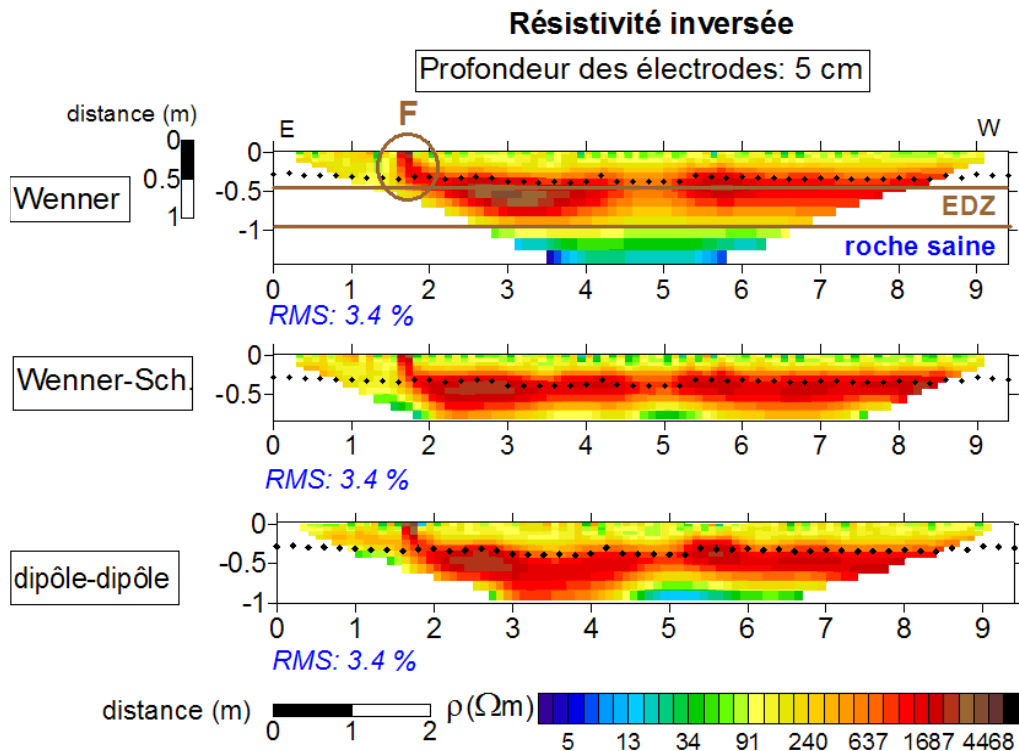 Résistivité inversée
Profondeur des électrodes: 5 cm
distance (m)
0
0.5
1
E
F
W
Wenner
0
-0.5
-1
EDZ
roche saine
0 1 2 3 4 5 6 7 8 9
RMS: 3.4 %
Wenner-Sch.
0
-0.5
0 1 2 3 4 5 6 7 8 9
RMS: 3.4 %
dipôle-dipôle
0
-0.5
-1
0 1 2 3 4 5 6 7 8 9
RMS: 3.4 %
distance (m)
0 1 2
ρ(Ωm)
5 13 34 91 240 637 1687 4468